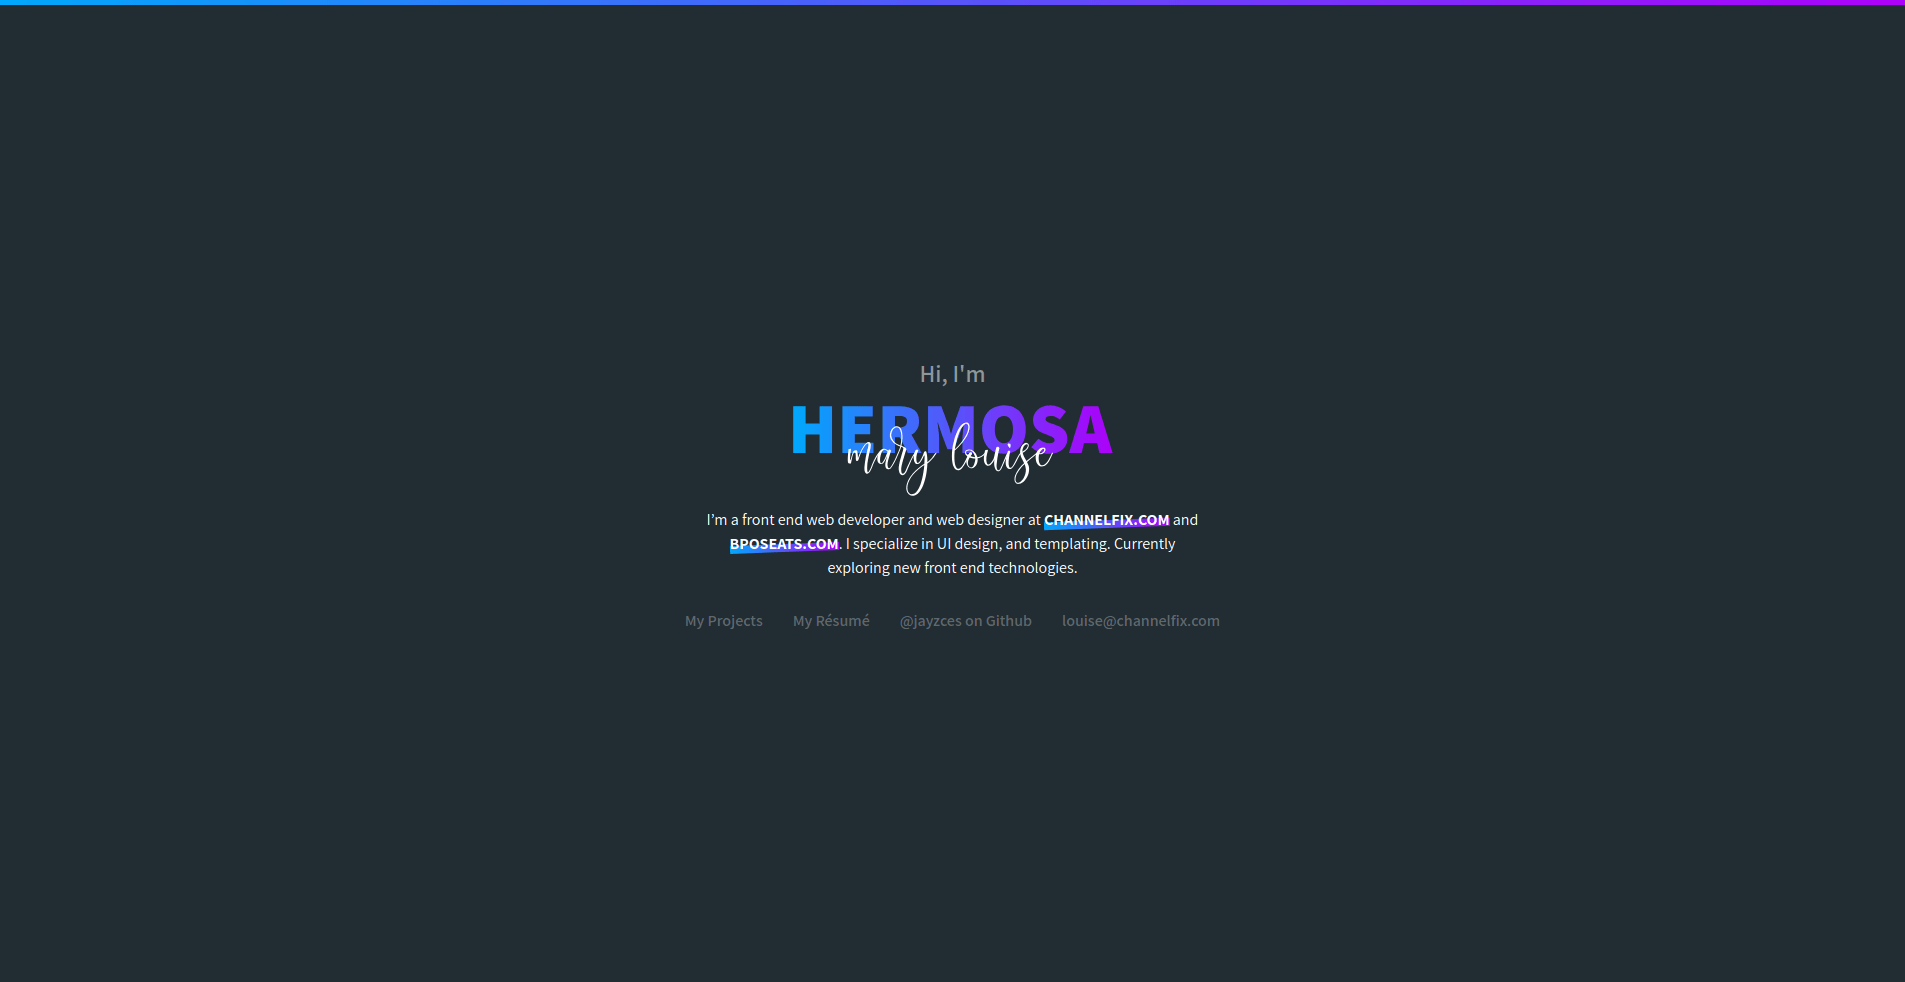 Hi, I'm
HERMOSA
mary louise
I’m a front end web developer and web designer at CHANNELFIX.COM and
BPOSEATS.COM. I specialize in UI design, and templating. Currently
exploring new front end technologies.
My Projects My Résumé @jayzces on Github louise@channelfix.com